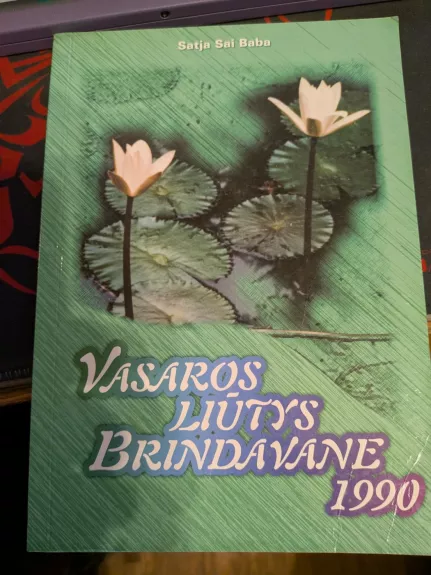 Satja Sai Baba
VASAROS
LIŪTYS
BRINDAVANE
1990